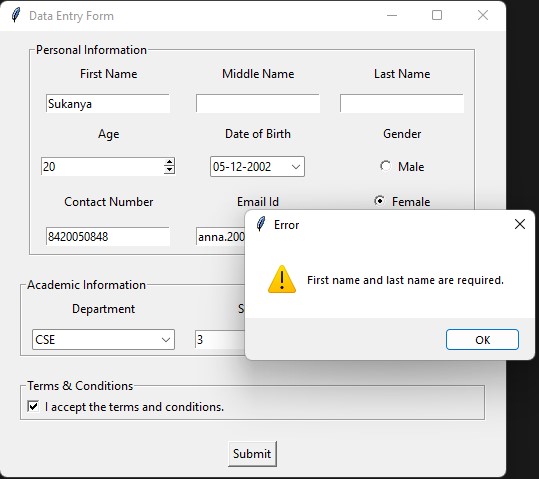 Data Entry Form
Personal Information
First Name Middle Name Last Name
Sukanya
Age Date of Birth Gender
20 05-12-2002 Male
Contact Number Email Id Female
8420050848 anna.200
Error
First name and last name are required.
OK
Academic Information
Department S
CSE 3
Terms & Conditions
I accept the terms and conditions.
Submit